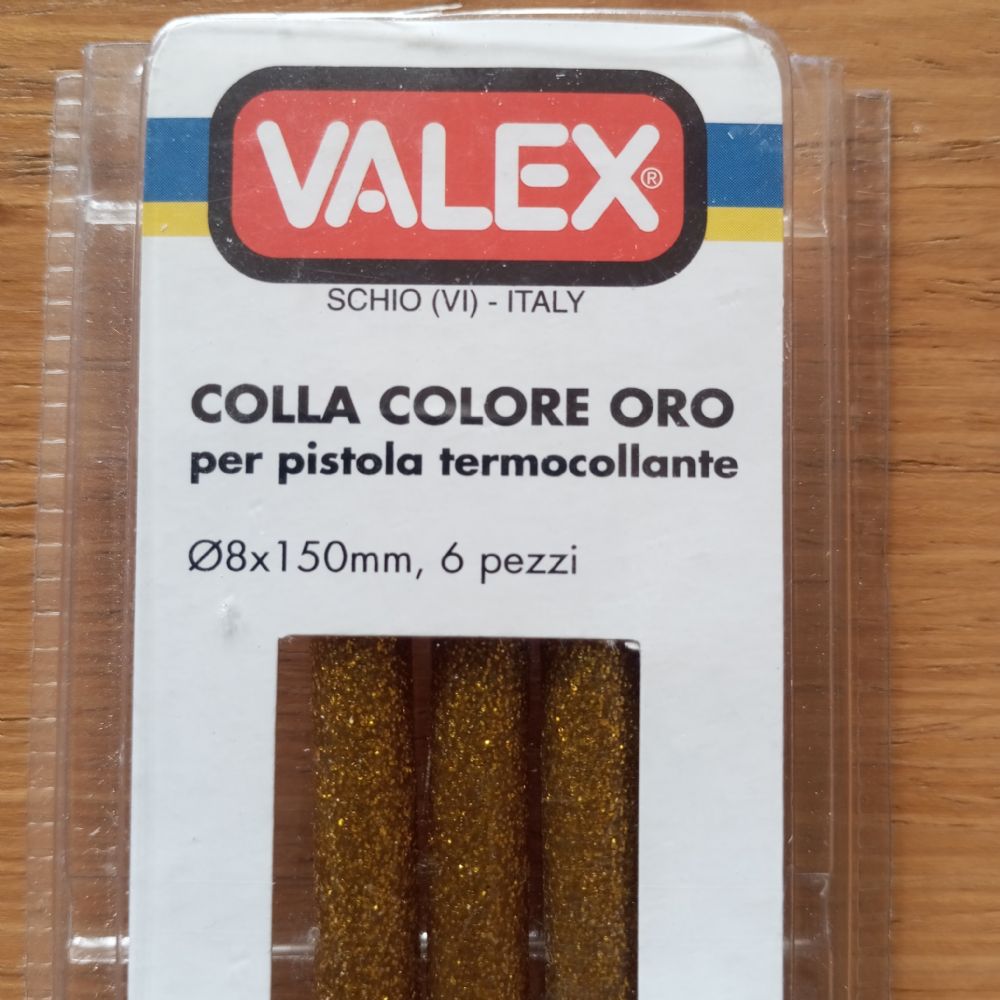 VALEX®
SCHIO (VI) - ITALY
COLLA COLORE ORO
per pistola termocollante
Ø8x150mm, 6 pezzi